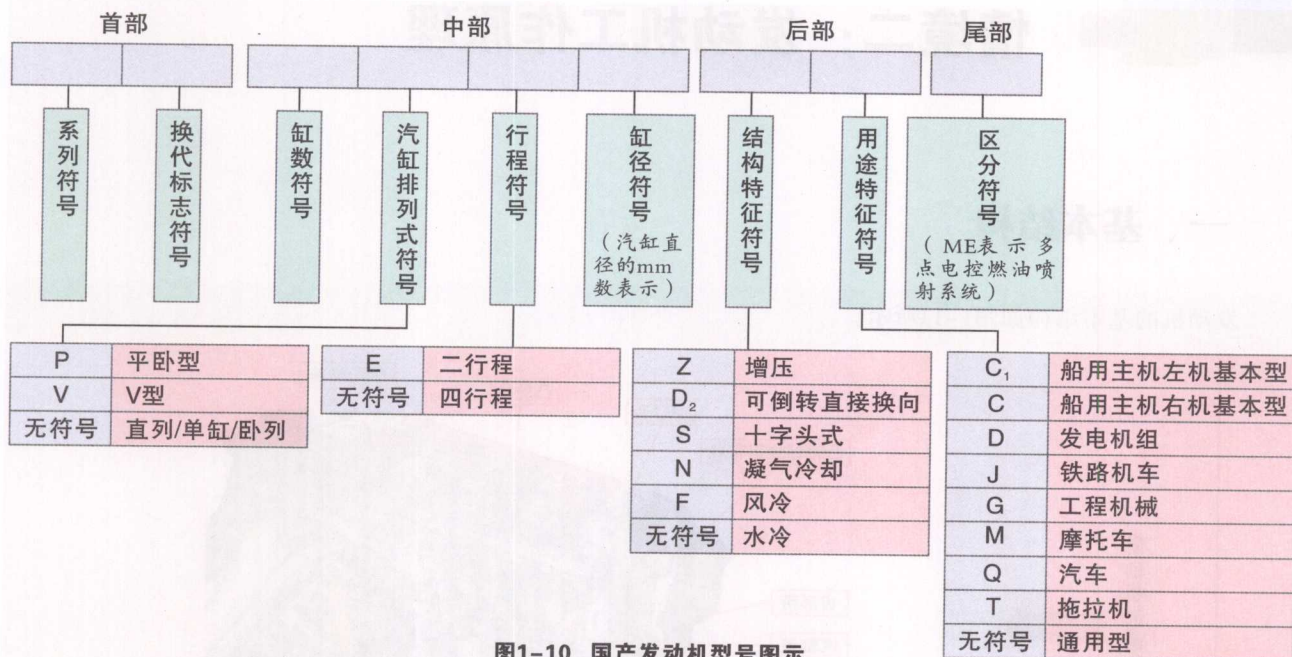 首部 中部 后部 尾部
系列符号
换代标志符号
缸数符号
汽缸排列式符号
行程符号
缸径符号
（汽缸直
径的mm
数表示）
结构特征符号
用途特征符号
区分符号
（ME表示多
点电控燃油喷
射系统）
P 平卧型
V V型
无符号 直列/单缸/卧列
E 二行程
无符号 四行程
Z 增压
D₂ 可倒转直接换向
S 十字头式
N 凝气冷却
F 风冷
无符号 水冷
C₁ 船用主机左机基本型
C 船用主机右机基本型
D 发电机组
J 铁路机车
G 工程机械
M 摩托车
Q 汽车
T 拖拉机
无符号 通用型
图1-10 国产发动机型号图示